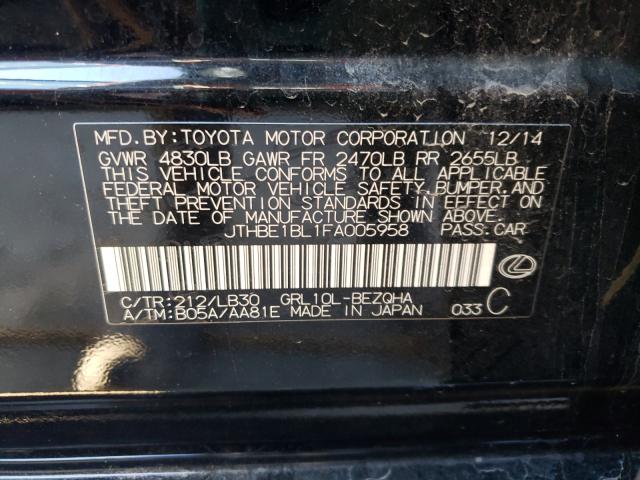 MFD.BY:TOYOTA MOTOR CORPORATION 12/14
GVWR 4830LB GAWR FR 2470LB RR 2655LB
THIS VEHICLE CONFORMS TO ALL APPLICABLE
FEDERAL MOTOR VEHICLE SAFETY,BUMPER,AND
THEFT PREVENTION STANDARDS IN EFFECT ON
THE DATE OF MANUFACTURE SHOWN ABOVE.
JTHBE1BL1FA005958 PASS.CAR
C/TR:212/LB30 GRL10L-BEZQHA
A/TM:B05A/AA81E MADE IN JAPAN 033 C